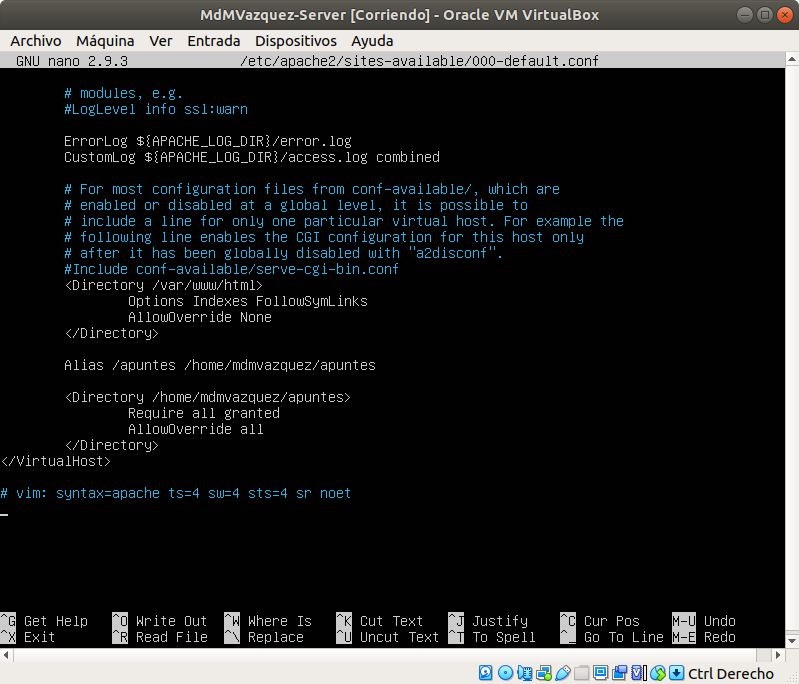 MdMVazquez-Server [Corriendo] - Oracle VM VirtualBox
Archivo Máquina Ver Entrada Dispositivos Ayuda
GNU nano 2.9.3 /etc/apache2/sites-available/000-default.conf
# modules, e.g.
#LogLevel info ssl:warn
ErrorLog ${APACHE_LOG_DIR}/error.log
CustomLog ${APACHE_LOG_DIR}/access.log combined
# For most configuration files from conf-available/, which are
# enabled or disabled at a global level, it is possible to
# include a line for only one particular virtual host. For example the
# following line enables the CGI configuration for this host only
# after it has been globally disabled with "a2disconf".
#Include conf-available/serve-cgi-bin.conf
<Directory /var/www/html>
Options Indexes FollowSymLinks
AllowOverride None
</Directory>
Alias /apuntes /home/mdmvazquez/apuntes
<Directory /home/mdmvazquez/apuntes>
Require all granted
AllowOverride all
</Directory>
</VirtualHost>
# vim: syntax=apache ts=4 sw=4 sts=4 sr noet
^G Get Help ^O Write Out ^W Where Is ^K Cut Text ^J Justify ^C Cur Pos M-U Undo
^X Exit ^R Read File ^\ Replace ^U Uncut Text ^T To Spell ^_ Go To Line M-E Redo
Ctrl Derecho